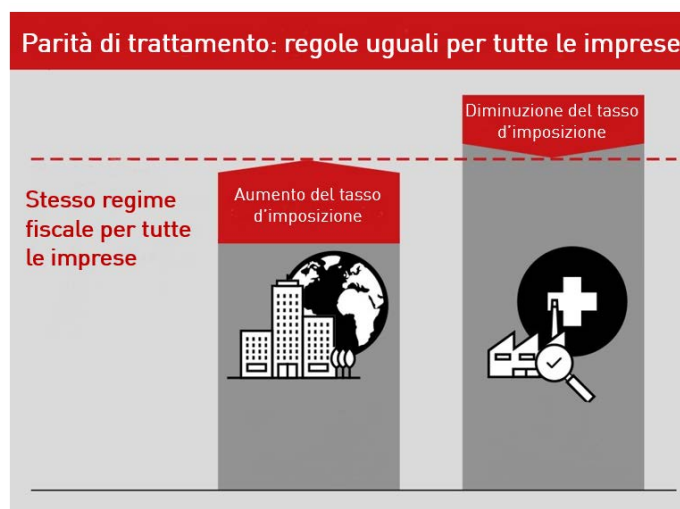 Parità di trattamento: regole uguali per tutte le imprese
Diminuzione del tasso
d'imposizione
Stesso regime
fiscale per tutte
le imprese
Aumento del tasso
d'imposizione